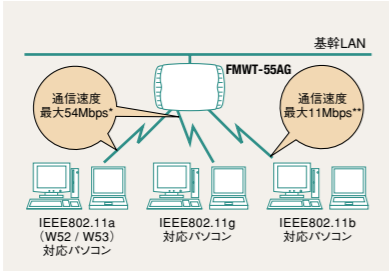 基幹LAN
FMWT-55AG
通信速度
最大54Mbps*
通信速度
最大11Mbps**
IEEE802.11a
（W52 / W53）
対応パソコン
IEEE802.11g
対応パソコン
IEEE802.11b
対応パソコン